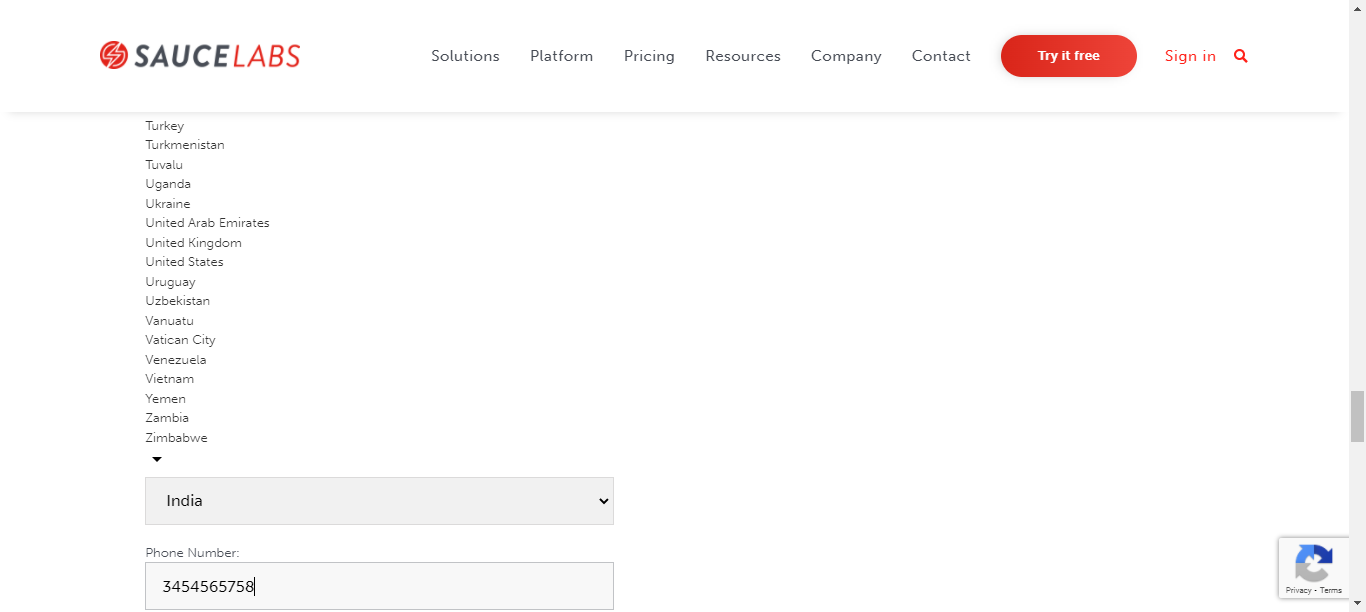 SAUCELABS
Solutions Platform Pricing Resources Company Contact Try it free Sign in
Turkey
Turkmenistan
Tuvalu
Uganda
Ukraine
United Arab Emirates
United Kingdom
United States
Uruguay
Uzbekistan
Vanuatu
Vatican City
Venezuela
Vietnam
Yemen
Zambia
Zimbabwe
India
Phone Number:
3454565758
Privacy - Terms